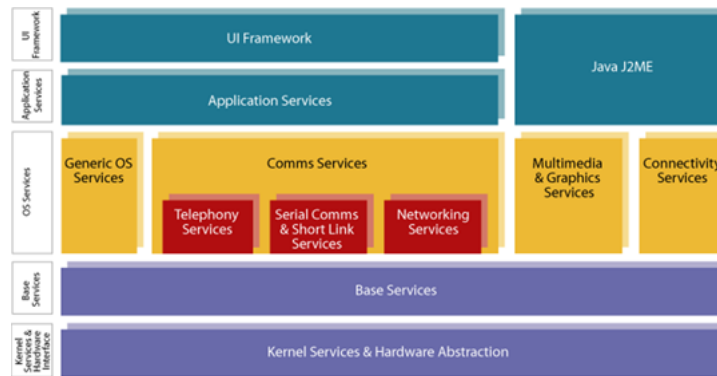 UI
Framework
UI Framework
Java J2ME
Application
Services
Application Services
OS Services
Generic OS
Services
Comms Services
Telephony
Services
Serial Comms
& Short Link
Services
Networking
Services
Multimedia
& Graphics
Services
Connectivity
Services
Base
Services
Base Services
Kernel
Services &
Hardware
Interface
Kernel Services & Hardware Abstraction